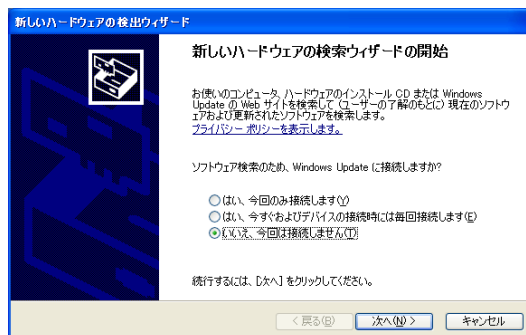 新しいハードウェアの検出ウィザード
新しいハードウェアの検索ウィザードの開始
お使いのコンピュータ、ハードウェアのインストール CD または Windows
Update の Web サイトを検索して (ユーザーの了解のもとに) 現在のソフトウ
ェアおよび更新されたソフトウェアを検索します。
プライバシー ポリシーを表示します。
ソフトウェア検索のため、Windows Update に接続しますか?
はい、今回のみ接続します(Y)
はい、今すぐおよびデバイスの接続時には毎回接続します(E)
いいえ、今回は接続しません(T)
続行するには、[次へ] をクリックしてください。
< 戻る(B)
次へ(N) >
キャンセル